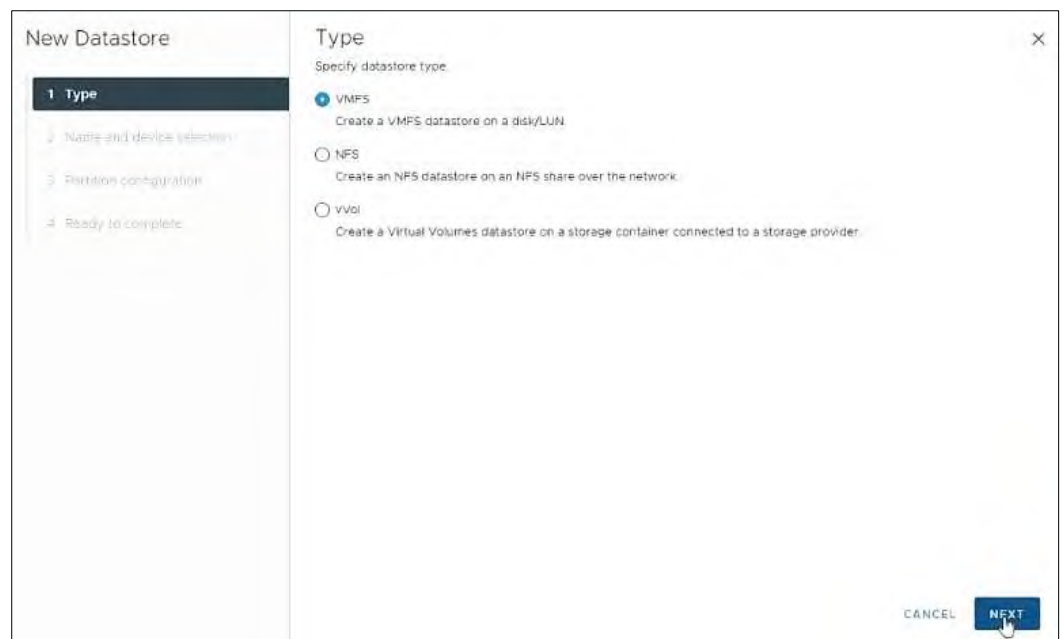 New Datastore
1 Type
2 Name and device selection
3 Partition configuration
4 Ready to complete
Type
Specify datastore type.
VMFS
Create a VMFS datastore on a disk/LUN.
NFS
Create an NFS datastore on an NFS share over the network.
vVol
Create a Virtual Volumes datastore on a storage container connected to a storage provider.
CANCEL
NEXT